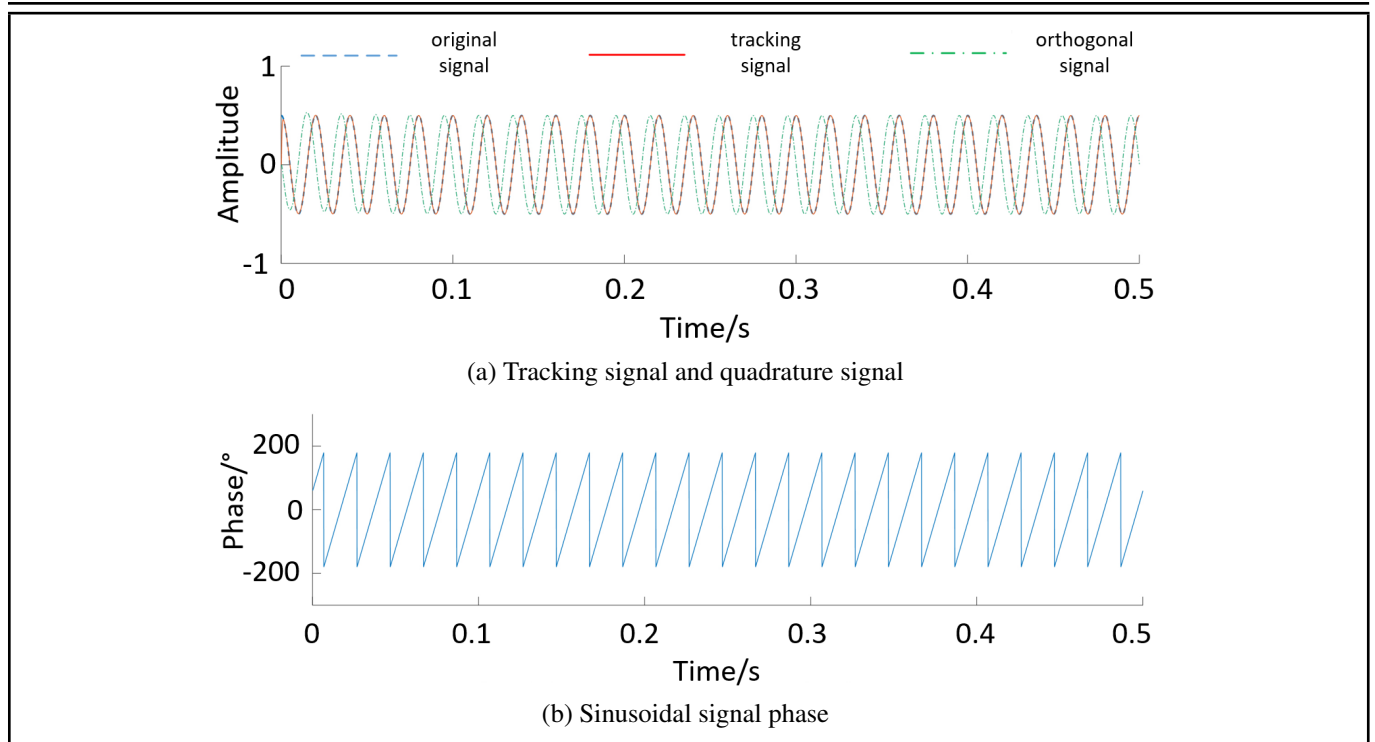 original signal
tracking signal
orthogonal signal
1
0
-1
Amplitude
0 0.1 0.2 0.3 0.4 0.5
Time/s
(a) Tracking signal and quadrature signal
200
0
-200
Phase/°
0 0.1 0.2 0.3 0.4 0.5
Time/s
(b) Sinusoidal signal phase